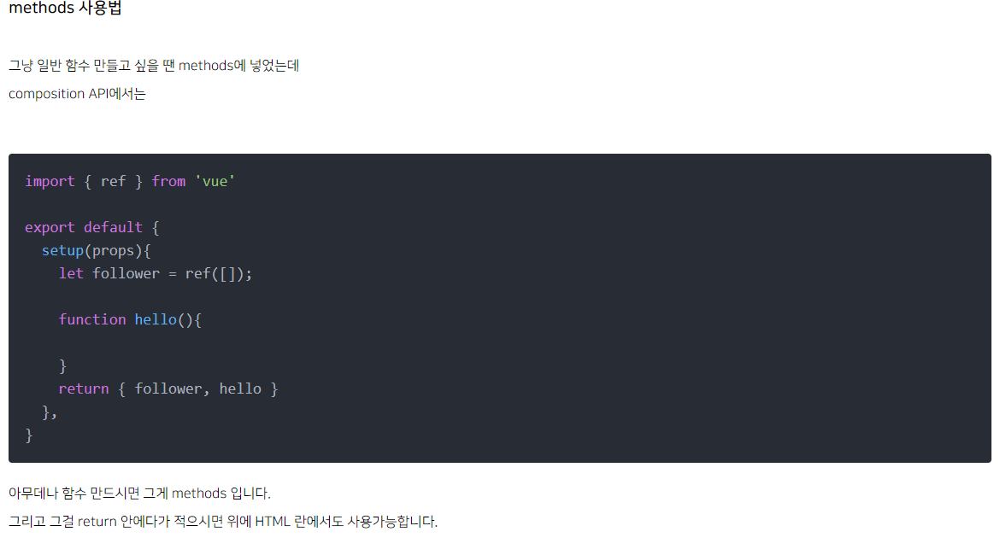 methods 사용법
그냥 일반 함수 만들고 싶을 땐 methods에 넣었는데
composition API에서는
import { ref } from 'vue'
export default {
  setup(props){
    let follower = ref([]);
    function hello(){
    }
    return { follower, hello }
  },
}
아무데나 함수 만드시면 그게 methods 입니다.
그리고 그걸 return 안에다가 적으시면 위에 HTML 란에서도 사용가능합니다.